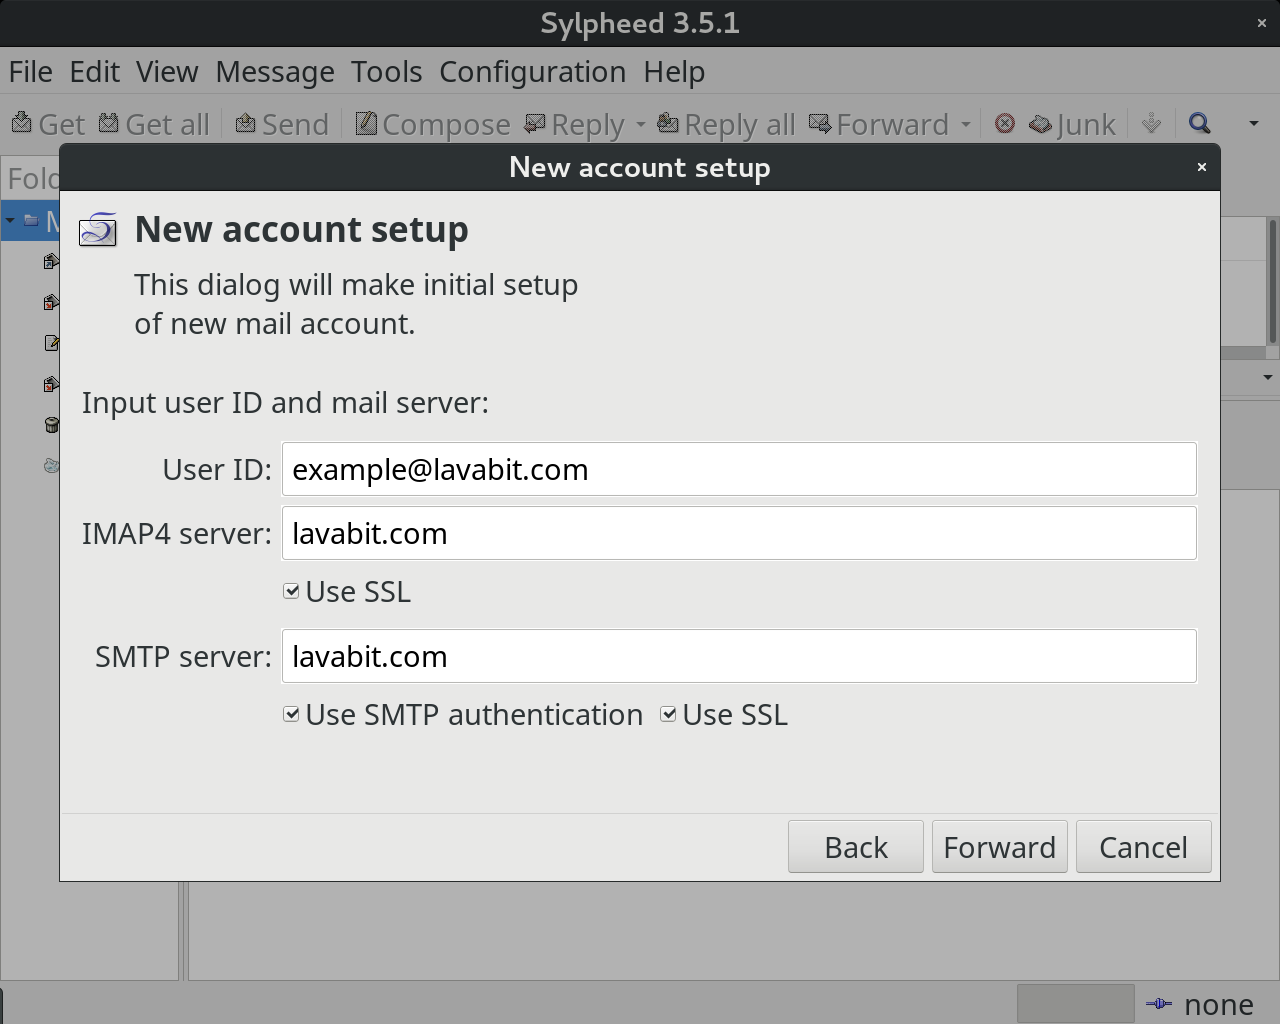 Sylpheed 3.5.1
File Edit View Message Tools Configuration Help
Get Get all Send Compose Reply Reply all Forward Junk
New account setup
New account setup
This dialog will make initial setup
of new mail account.
Input user ID and mail server:
User ID: example@lavabit.com
IMAP4 server: lavabit.com
Use SSL
SMTP server: lavabit.com
Use SMTP authentication Use SSL
Back Forward Cancel
none